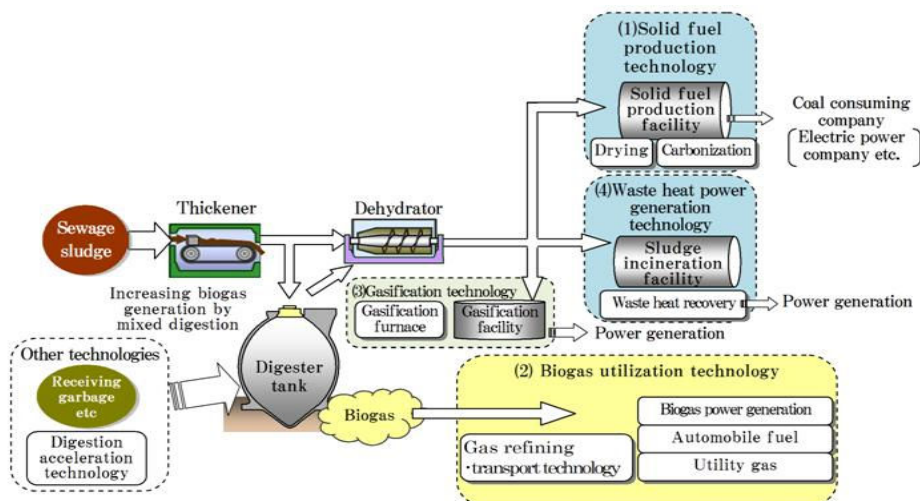 (1)Solid fuel
production
technology
Solid fuel
production
facility
Drying
Carbonization
Coal consuming
company
Electric power
company etc.
(4)Waste heat power
generation
technology
Sludge
incineration
facility
Waste heat recovery
Power generation
Thickener
Dehydrator
Sewage
sludge
Increasing biogas
generation by
mixed digestion
(3)Gasification technology
Gasification
furnace
Gasification
facility
Power generation
Other technologies
Receiving
garbage
etc
Digestion
acceleration
technology
Digester
tank
Biogas
(2) Biogas utilization technology
Gas refining
・transport technology
Biogas power generation
Automobile fuel
Utility gas